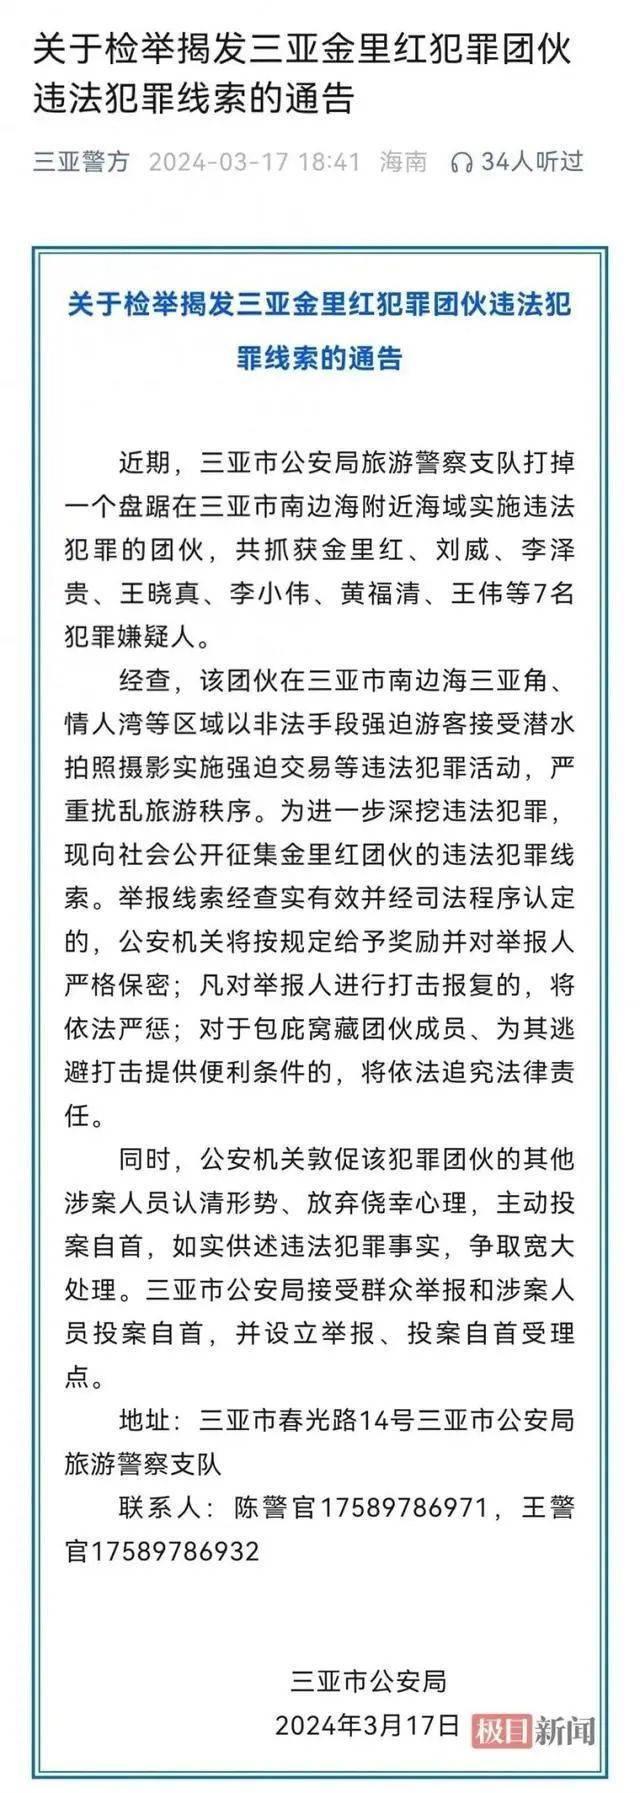 关于检举揭发三亚金里红犯罪团伙
违法犯罪线索的通告
三亚警方 2024-03-17 18:41 海南 34人听过
关于检举揭发三亚金里红犯罪团伙违法犯
罪线索的通告
近期，三亚市公安局旅游警察支队打掉
一个盘踞在三亚市南边海附近海域实施违法
犯罪的团伙，共抓获金里红、刘威、李泽
贵、王晓真、李小伟、黄福清、王伟等7名
犯罪嫌疑人。
经查，该团伙在三亚市南边海三亚角、
情人湾等区域以非法手段强迫游客接受潜水
拍照摄影实施强迫交易等违法犯罪活动，严
重扰乱旅游秩序。为进一步深挖违法犯罪，
现向社会公开征集金里红团伙的违法犯罪线
索。举报线索经查实有效并经司法程序认定
的，公安机关将按规定给予奖励并对举报人
严格保密；凡对举报人进行打击报复的，将
依法严惩；对于包庇窝藏团伙成员、为其逃
避打击提供便利条件的，将依法追究法律责
任。
同时，公安机关敦促该犯罪团伙的其他
涉案人员认清形势、放弃侥幸心理，主动投
案自首，如实供述违法犯罪事实，争取宽大
处理。三亚市公安局接受群众举报和涉案人
员投案自首，并设立举报、投案自首受理
点。
地址：三亚市春光路14号三亚市公安局
旅游警察支队
联系人：陈警官17589786971，王警
官17589786932
三亚市公安局
2024年3月17日
极目新闻